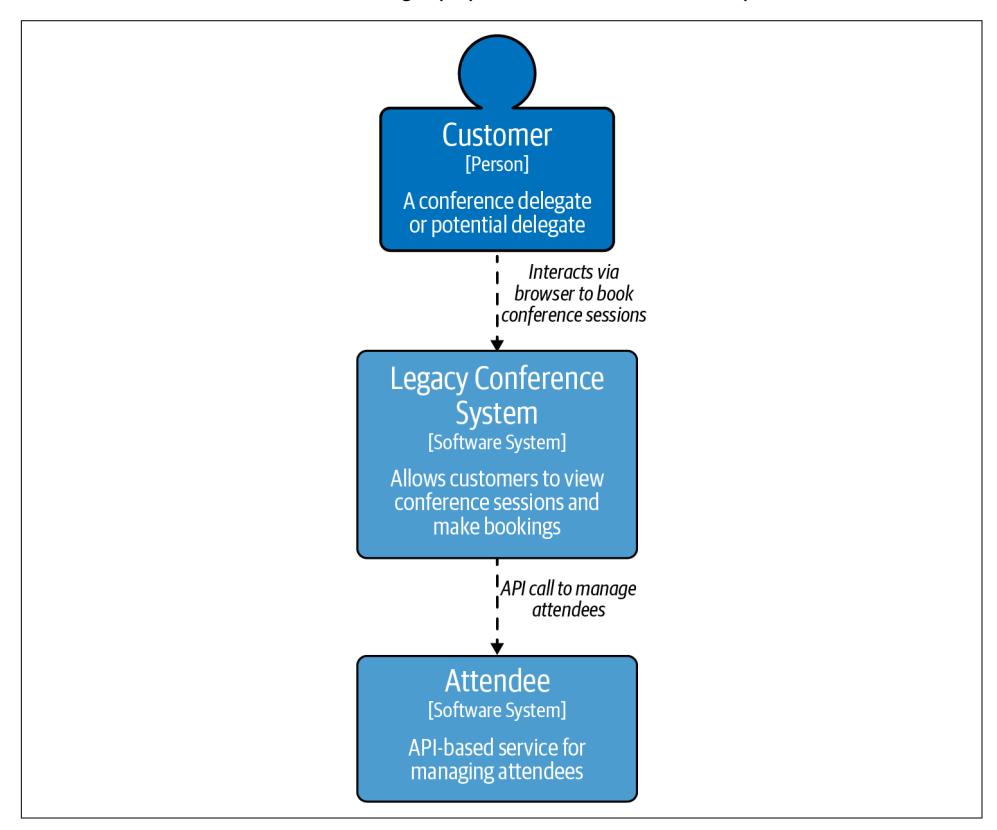 Customer
[Person]
A conference delegate
or potential delegate
Interacts via
browser to book
conference sessions
Legacy Conference
System
[Software System]
Allows customers to view
conference sessions and
make bookings
API call to manage
attendees
Attendee
[Software System]
API-based service for
managing attendees